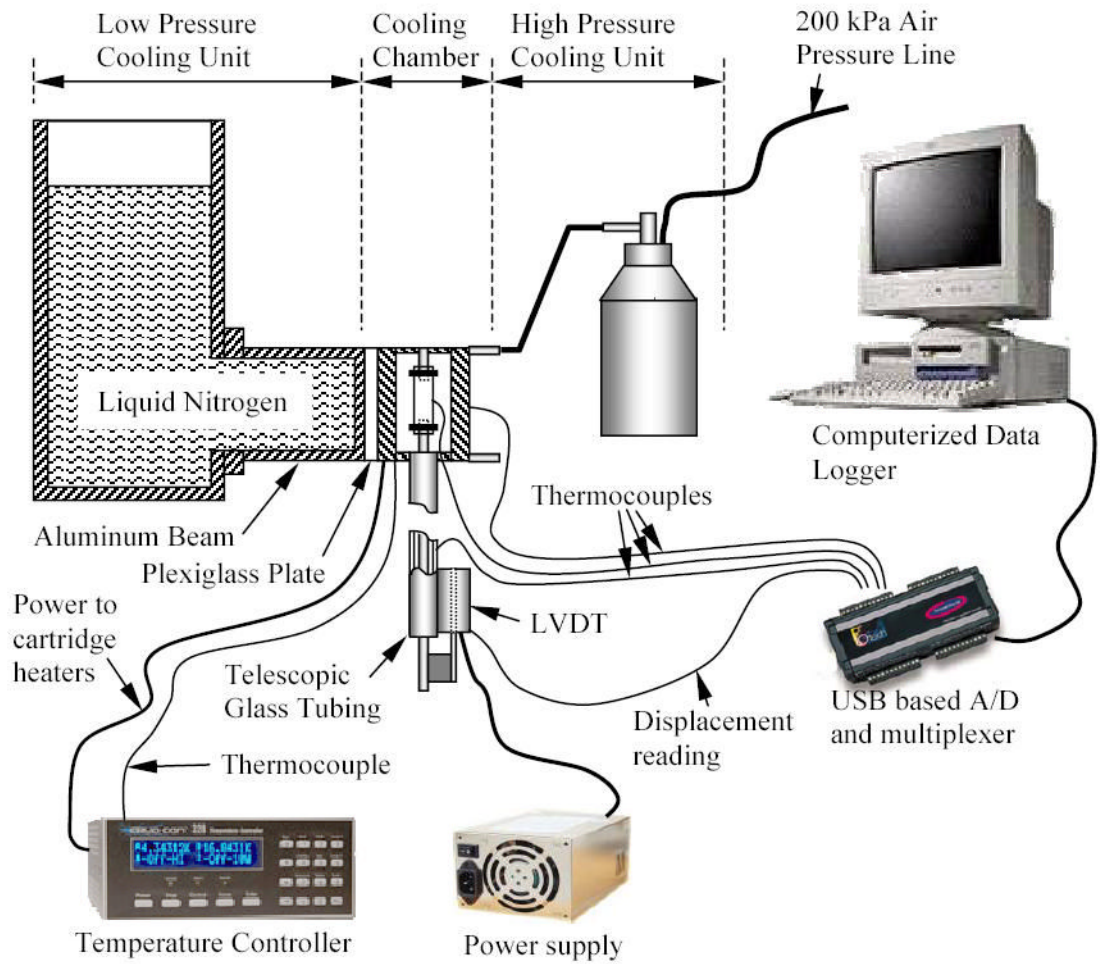 Low Pressure
Cooling Unit
Cooling
Chamber
High Pressure
Cooling Unit
200 kPa Air
Pressure Line
Liquid Nitrogen
Computerized Data
Logger
Thermocouples
Aluminum Beam
Plexiglass Plate
Power to
cartridge
heaters
LVDT
Telescopic
Glass Tubing
USB based A/D
and multiplexer
Displacement
reading
Thermocouple
Temperature Controller
Power supply